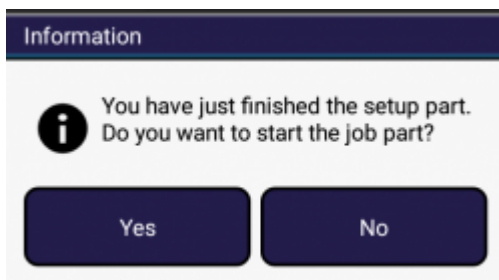 Information
You have just finished the setup part.
Do you want to start the job part?
Yes
No